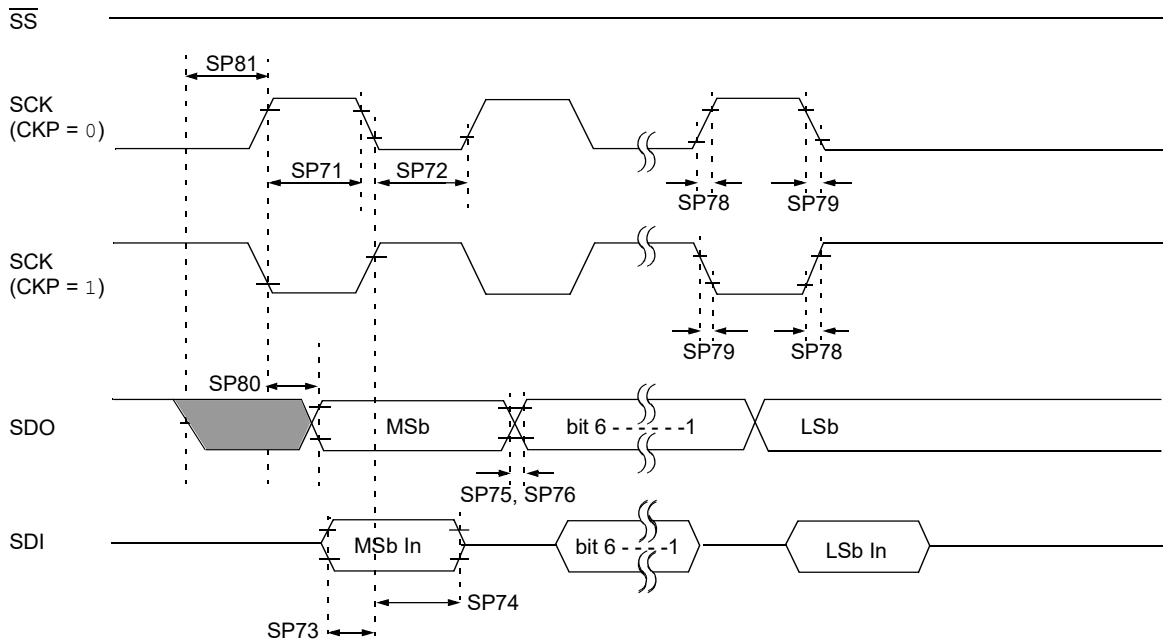 SS
SP81
SCK
(CKP = 0)
SP71
SP72
SP78
SP79
SCK
(CKP = 1)
SP79
SP78
SP80
SDO
MSb
bit 6 - - - - - - -1
LSb
SP75, SP76
SDI
MSb In
bit 6 - - - - -1
LSb In
SP74
SP73